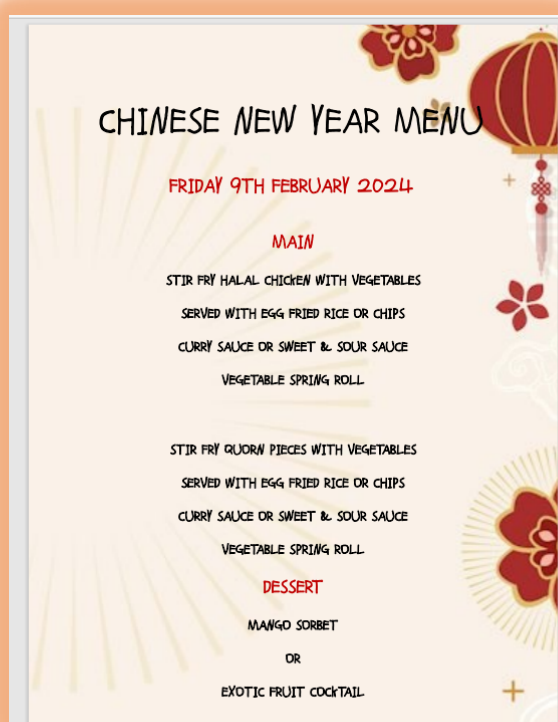 CHINESE NEW YEAR MENU
FRIDAY 9TH FEBRUARY 2024
MAIN
STIR FRY HALAL CHICKEN WITH VEGETABLES
SERVED WITH EGG FRIED RICE OR CHIPS
CURRY SAUCE OR SWEET & SOUR SAUCE
VEGETABLE SPRING ROLL
STIR FRY QUORN PIECES WITH VEGETABLES
SERVED WITH EGG FRIED RICE OR CHIPS
CURRY SAUCE OR SWEET & SOUR SAUCE
VEGETABLE SPRING ROLL
DESSERT
MANGO SORBET
OR
EXOTIC FRUIT COCKTAIL